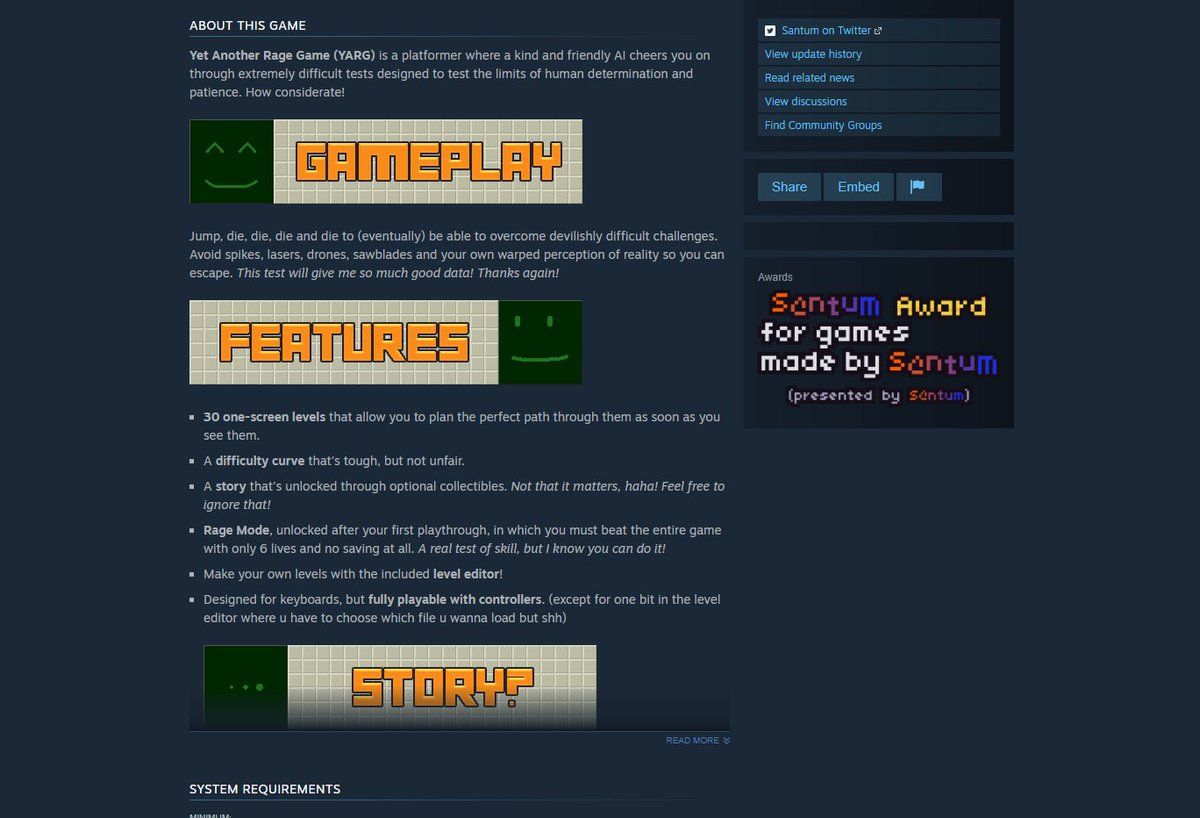 ABOUT THIS GAME
Yet Another Rage Game (YARG) is a platformer where a kind and friendly AI cheers you on
through extremely difficult tests designed to test the limits of human determination and
patience. How considerate!
GAMEPLAY
Jump, die, die, die and die to (eventually) be able to overcome devilishly difficult challenges.
Avoid spikes, lasers, drones, sawblades and your own warped perception of reality so you can
escape. This test will give me so much good data! Thanks again!
FEATURES
30 one-screen levels that allow you to plan the perfect path through them as soon as you
see them.
A difficulty curve that's tough, but not unfair.
A story that's unlocked through optional collectibles. Not that it matters, haha! Feel free to
ignore that!
Rage Mode, unlocked after your first playthrough, in which you must beat the entire game
with only 6 lives and no saving at all. A real test of skill, but I know you can do it!
Make your own levels with the included level editor!
Designed for keyboards, but fully playable with controllers. (except for one bit in the level
editor where u have to choose which file u wanna load but shh)
STORY?
READ MORE
SYSTEM REQUIREMENTS
MINIMUM:
Santum on Twitter
View update history
Read related news
View discussions
Find Community Groups
Share
Embed
Awards
Santum Award
for games
made by Santum
(presented by Santum)